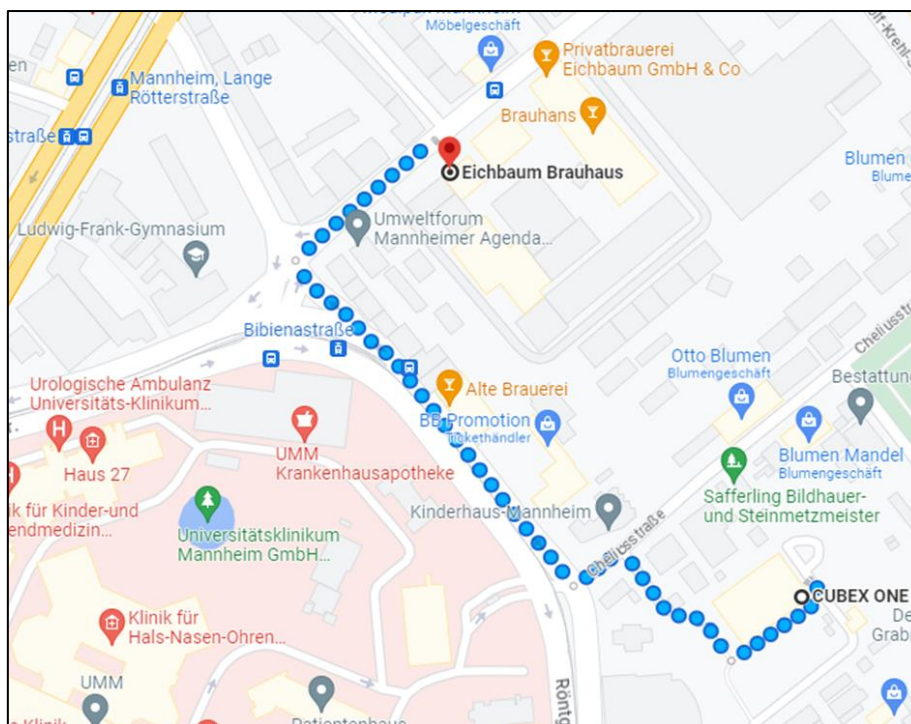 Möbelgeschäft
Privatbrauerei
Eichbaum GmbH & Co
Mannheim, Lange
Rötterstraße
Brauhans
straße
Eichbaum Brauhaus
Blumen
Blume
Umweltforum
Mannheimer Agenda...
Ludwig-Frank-Gymnasium
Bibienastraße
Cheliusstra
Otto Blumen
Blumengeschäft
Bestattung
Urologische Ambulanz
Universitäts-Klinikum...
Alte Brauerei
BB Promotion
Tickethändler
UMM
Krankenhausapotheke
Haus 27
Blumen Mandel
Blumengeschäft
Safferling Bildhauer-
und Steinmetzmeister
ik für Kinder-und
endmedizin...
Kinderhaus-Mannheim
Universitätsklinikum
Mannheim GmbH...
Cheliusstraße
CUBEX ONE
De
Grab
Klinik für
Hals-Nasen-Ohren...
UMM
Röntg
Patientenhaus
Klinik